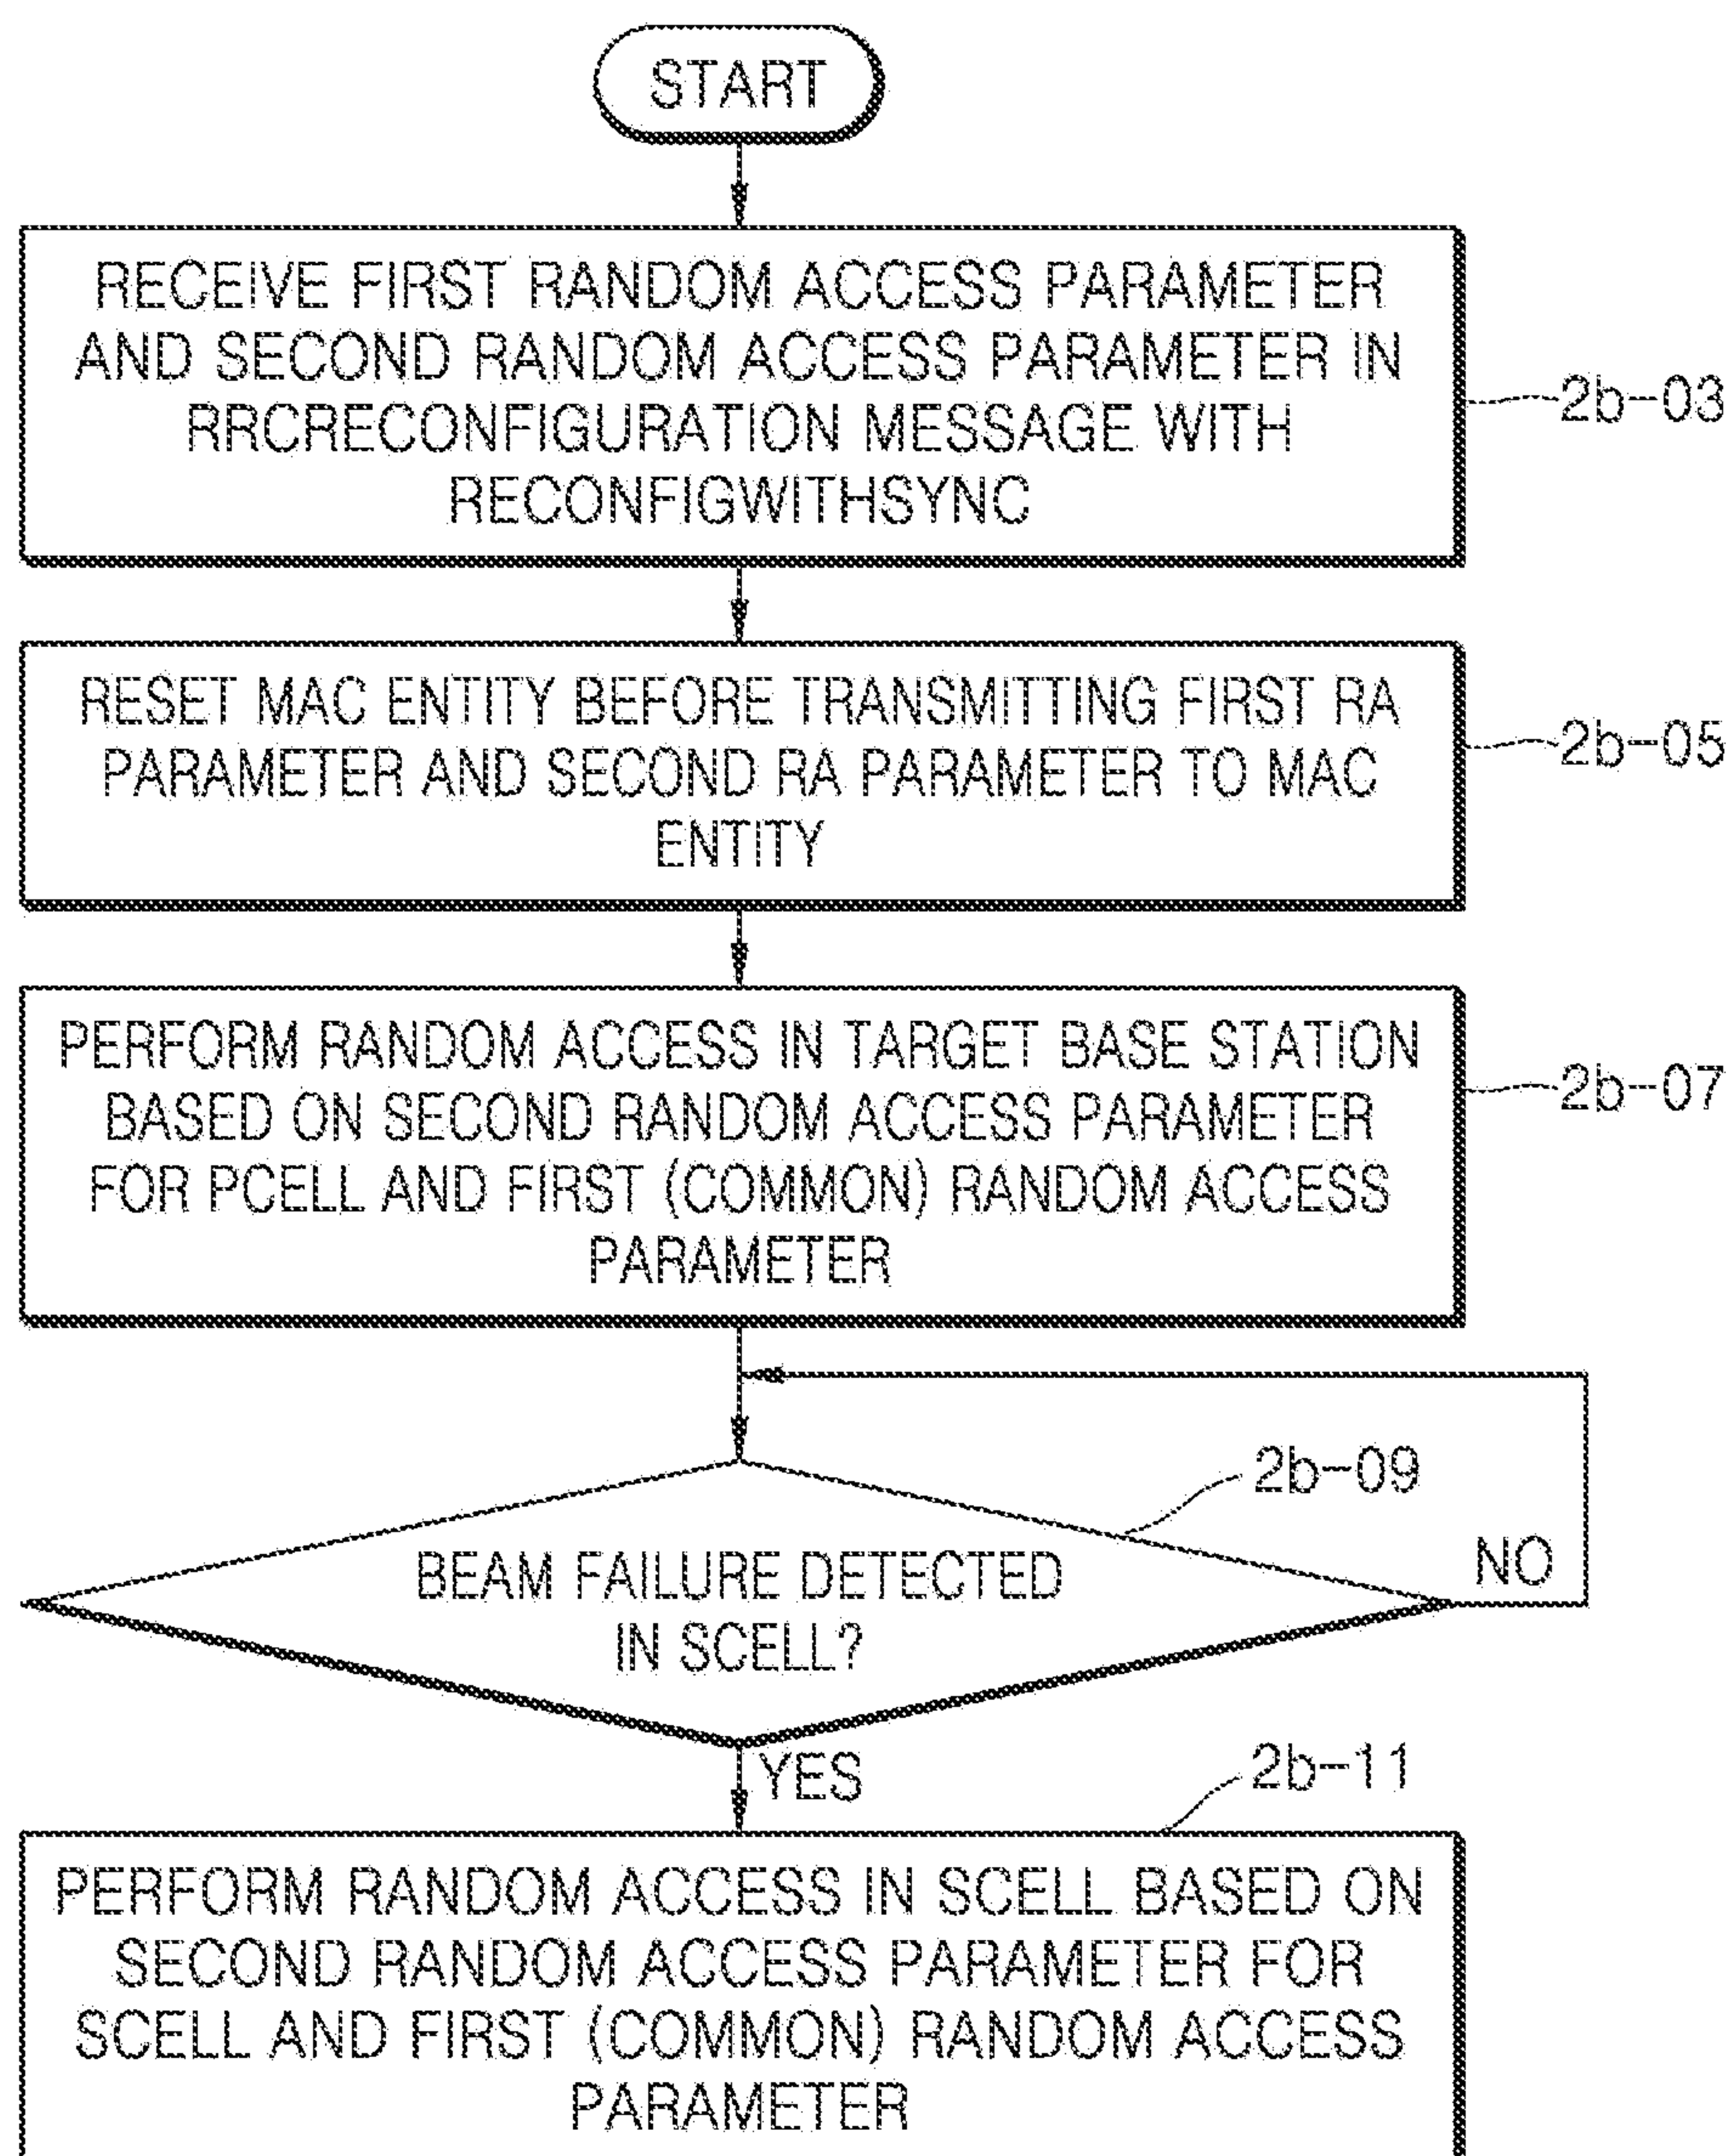 START
RECEIVE FIRST RANDOM ACCESS PARAMETER
AND SECOND RANDOM ACCESS PARAMETER IN
RRCRECONFIGURATION MESSAGE WITH
RECONFIGWITHSYNC
2b-03
RESET MAC ENTITY BEFORE TRANSMITTING FIRST RA
PARAMETER AND SECOND RA PARAMETER TO MAC
ENTITY
2b-05
PERFORM RANDOM ACCESS IN TARGET BASE STATION
BASED ON SECOND RANDOM ACCESS PARAMETER
FOR PCELL AND FIRST (COMMON) RANDOM ACCESS
PARAMETER
2b-07
2b-09
BEAM FAILURE DETECTED
IN SCELL?
NO
YES
2b-11
PERFORM RANDOM ACCESS IN SCELL BASED ON
SECOND RANDOM ACCESS PARAMETER FOR
SCELL AND FIRST (COMMON) RANDOM ACCESS
PARAMETER